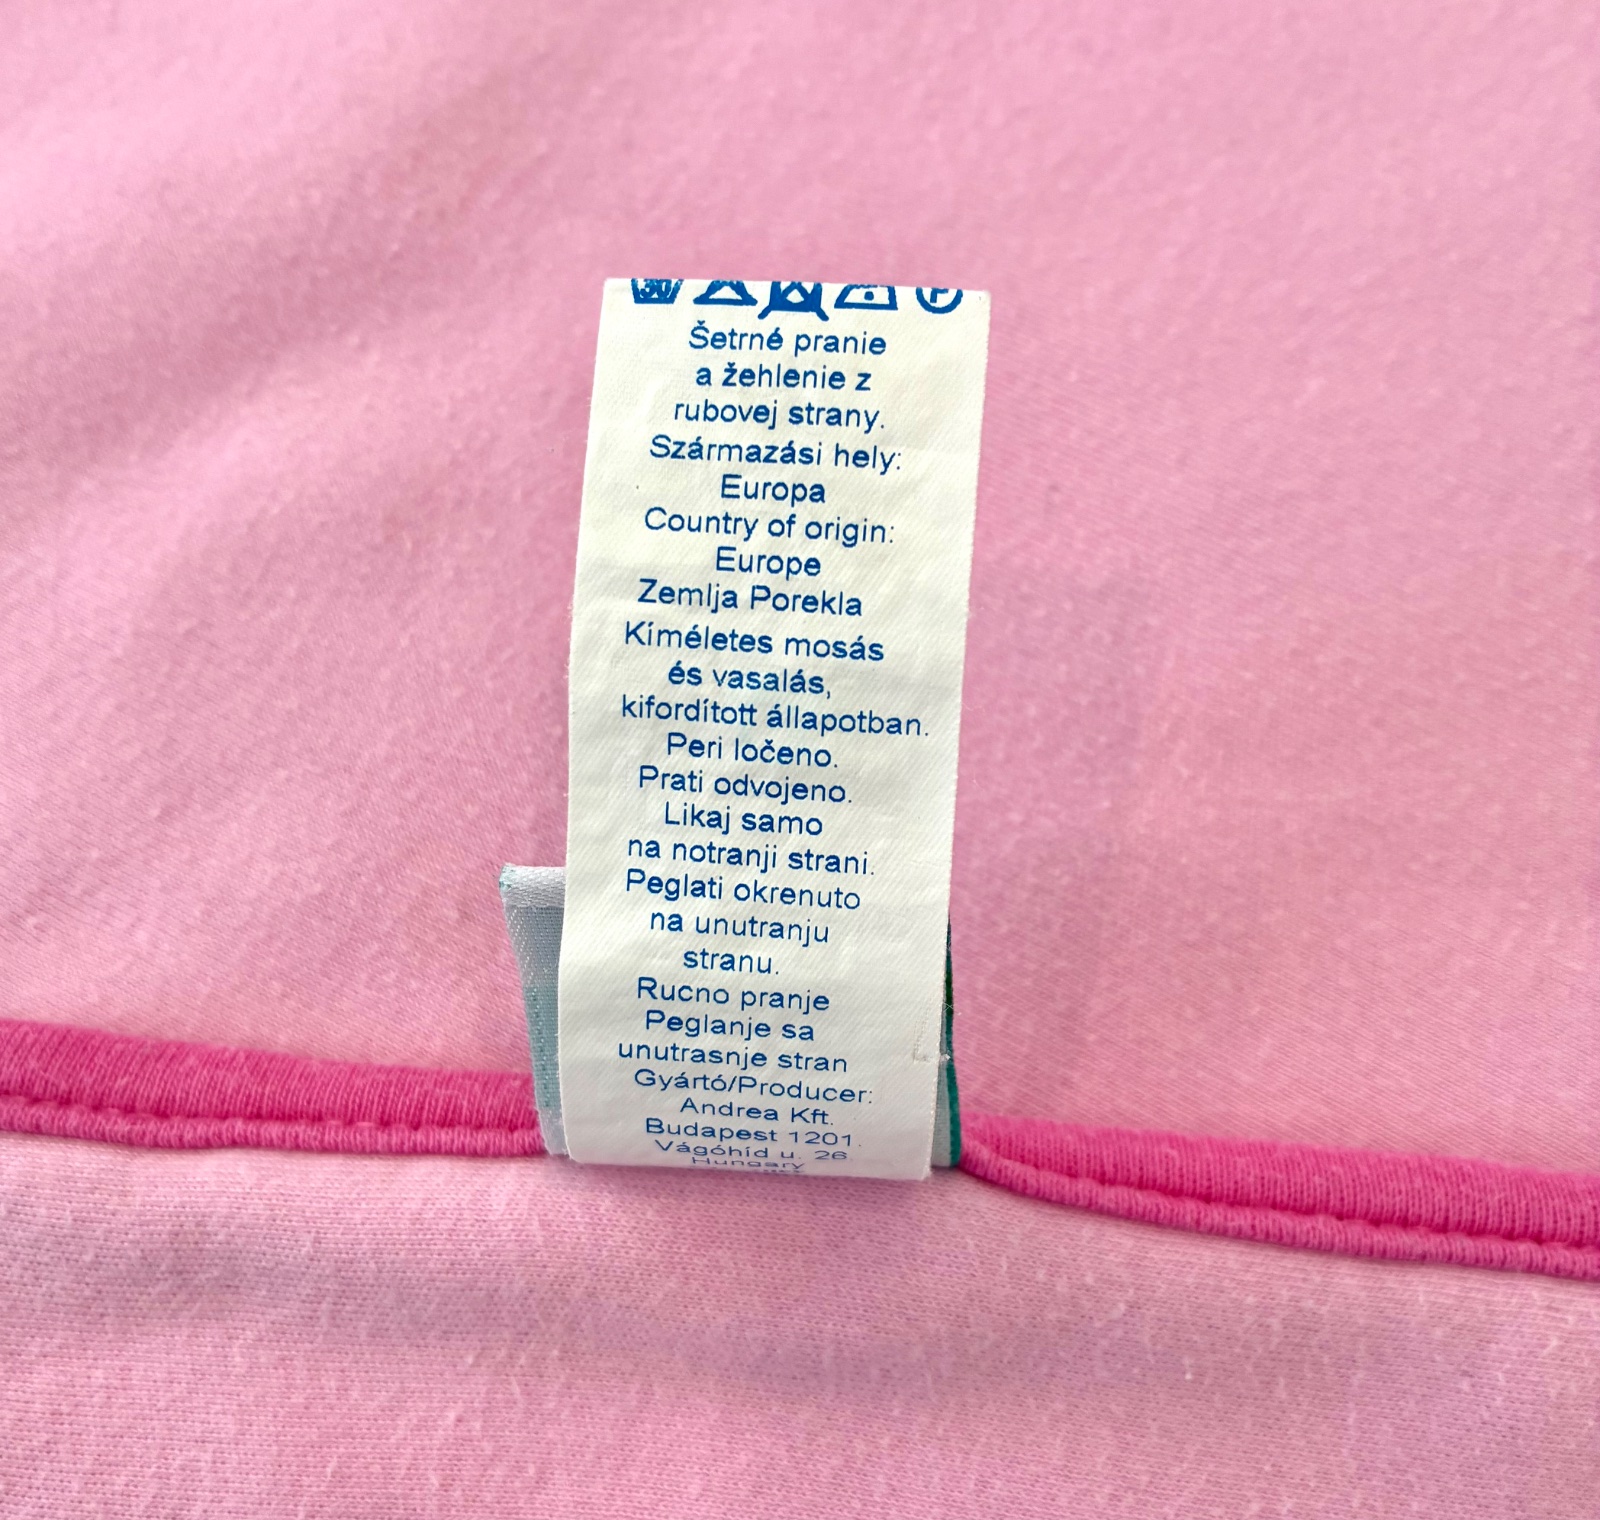 30 P
Šetrné pranie
a žehlenie z
rubovej strany.
Származási hely:
Europa
Country of origin:
Europe
Zemlja Porekla
Kíméletes mosás
és vasalás,
kifordított állapotban.
Peri ločeno.
Prati odvojeno.
Likaj samo
na notranji strani.
Peglati okrenuto
na unutranju
stranu.
Rucno pranje
Peglanje sa
unutrasnje stran
Gyártó/Producer:
Andrea Kft.
Budapest 1201.
Vágóhíd u. 26
Hungary